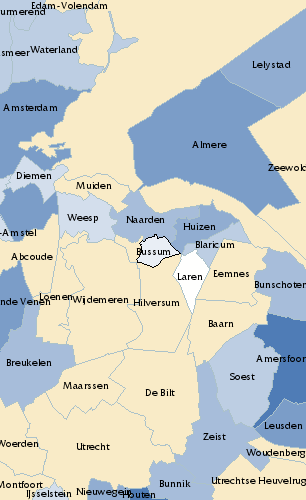 Edam-Volendam
urmerend
smeer
Waterland
Lelystad
Amsterdam
Almere
Zeewold
Diemen
Muiden
Weesp
Naarden
Huizen
-Amstel
Blaricum
Bussum
Abcoude
Laren
Eemnes
Bunschoten
Loenen
Wijdemeren
Hilversum
nde Venen
Baarn
Amersfoor
Breukelen
Soest
Maarssen
De Bilt
Leusden
Zeist
Woerden
Utrecht
Woudenberg
Montfoort
Bunnik
Utrechtse Heuvelrug
IJsselstein
Nieuwegein
Houten